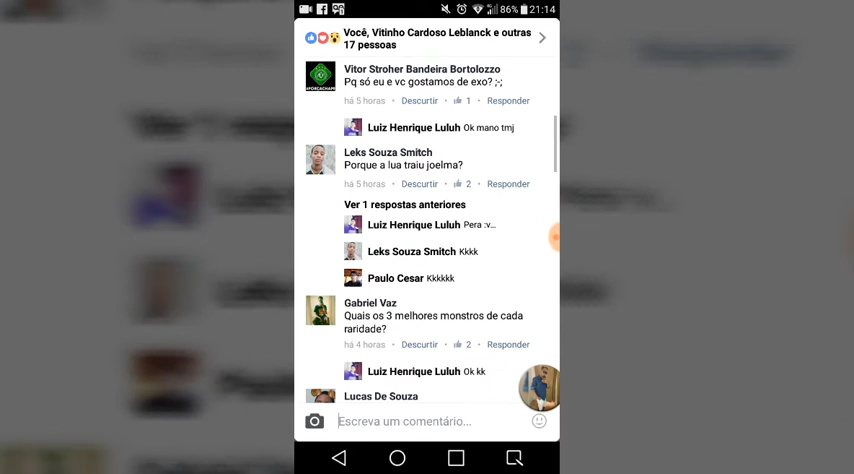 86% 21:14
Você, Vitinho Cardoso Leblanck e outras
17 pessoas
Vitor Stroher Bandeira Bortolozzo
Pq só eu e vc gostamos de exo? ;-;
há 5 horas • Descurtir • 1 • Responder
Luiz Henrique Luluh Ok mano tmj
Leks Souza Smitch
Porque a lua traiu joelma?
há 5 horas • Descurtir • 2 • Responder
Ver 1 respostas anteriores
Luiz Henrique Luluh Pera :v...
Leks Souza Smitch Kkkk
Paulo Cesar Kkkkkk
Gabriel Vaz
Quais os 3 melhores monstros de cada
raridade?
há 4 horas • Descurtir • 2 • Responder
Luiz Henrique Luluh Ok kk
Lucas De Souza
Escreva um comentário...